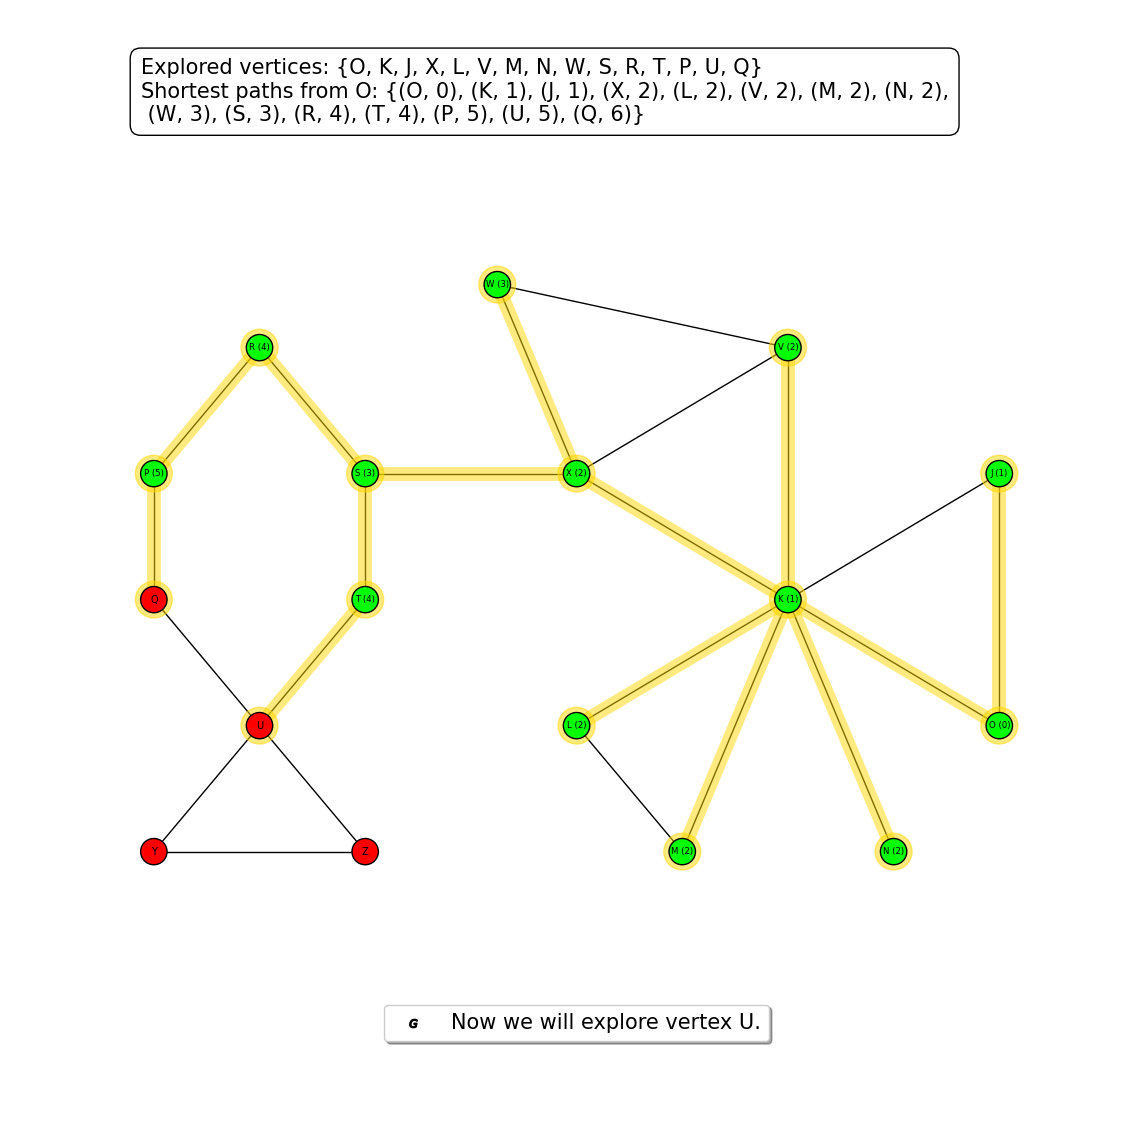 Explored vertices: {O, K, J, X, L, V, M, N, W, S, R, T, P, U, Q}
Shortest paths from O: {(O, 0), (K, 1), (J, 1), (X, 2), (L, 2), (V, 2), (M, 2), (N, 2),
(W, 3), (S, 3), (R, 4), (T, 4), (P, 5), (U, 5), (Q, 6)}
W (3)
R (4)
V (2)
P (5)
S (3)
X (2)
J (1)
Q
T (4)
K (1)
U
L (2)
O (0)
Y
Z
M (2)
N (2)
G Now we will explore vertex U.